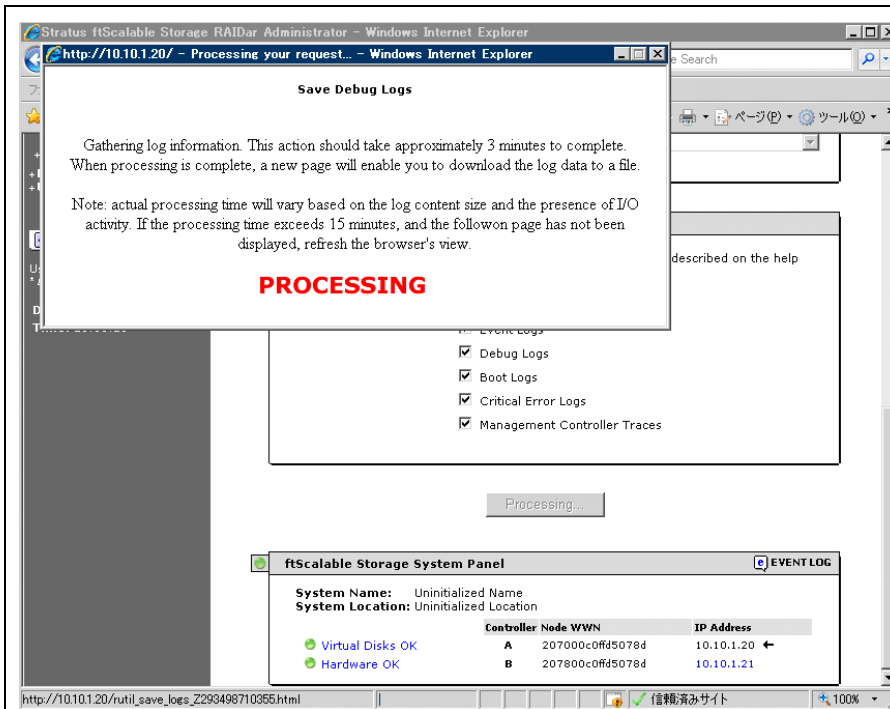 Stratus ftScalable Storage RAIDar Administrator - Windows Internet Explorer
http://10.10.1.20/ - Processing your request... - Windows Internet Explorer
Search
Save Debug Logs
ページ(P)
ツール(O)
Gathering log information. This action should take approximately 3 minutes to complete.
When processing is complete, a new page will enable you to download the log data to a file.
Note: actual processing time will vary based on the log content size and the presence of I/O
activity. If the processing time exceeds 15 minutes, and the followon page has not been
displayed, refresh the browser's view.
described on the help
PROCESSING
Event Logs
Debug Logs
Boot Logs
Critical Error Logs
Management Controller Traces
Processing...
ftScalable Storage System Panel
EVENT LOG
System Name: Uninitialized Name
System Location: Uninitialized Location
Controller Node WWN IP Address
Virtual Disks OK A 207000c0ffd5078d 10.10.1.20 ←
Hardware OK B 207800c0ffd5078d 10.10.1.21
http://10.10.1.20/rutil_save_logs_Z293498710355.html
信頼済みサイト
100%